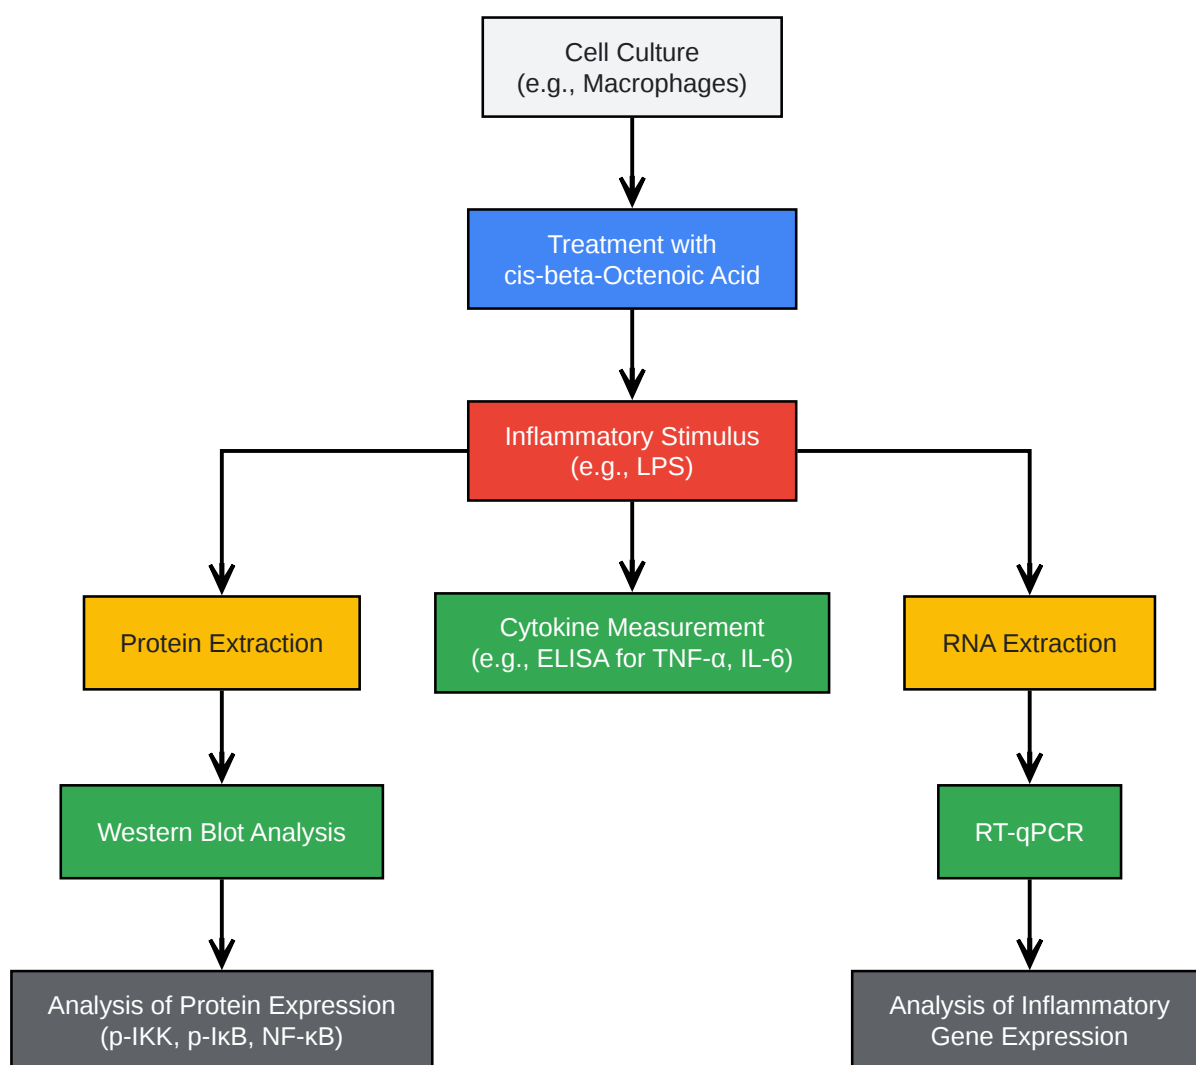 Cell Culture
(e.g., Macrophages)
Treatment with
cis-beta-Octenoic Acid
Inflammatory Stimulus
(e.g., LPS)
Protein Extraction
Cytokine Measurement
(e.g., ELISA for TNF-α, IL-6)
RNA Extraction
Western Blot Analysis
RT-qPCR
Analysis of Protein Expression
(p-IKK, p-IκB, NF-κB)
Analysis of Inflammatory
Gene Expression